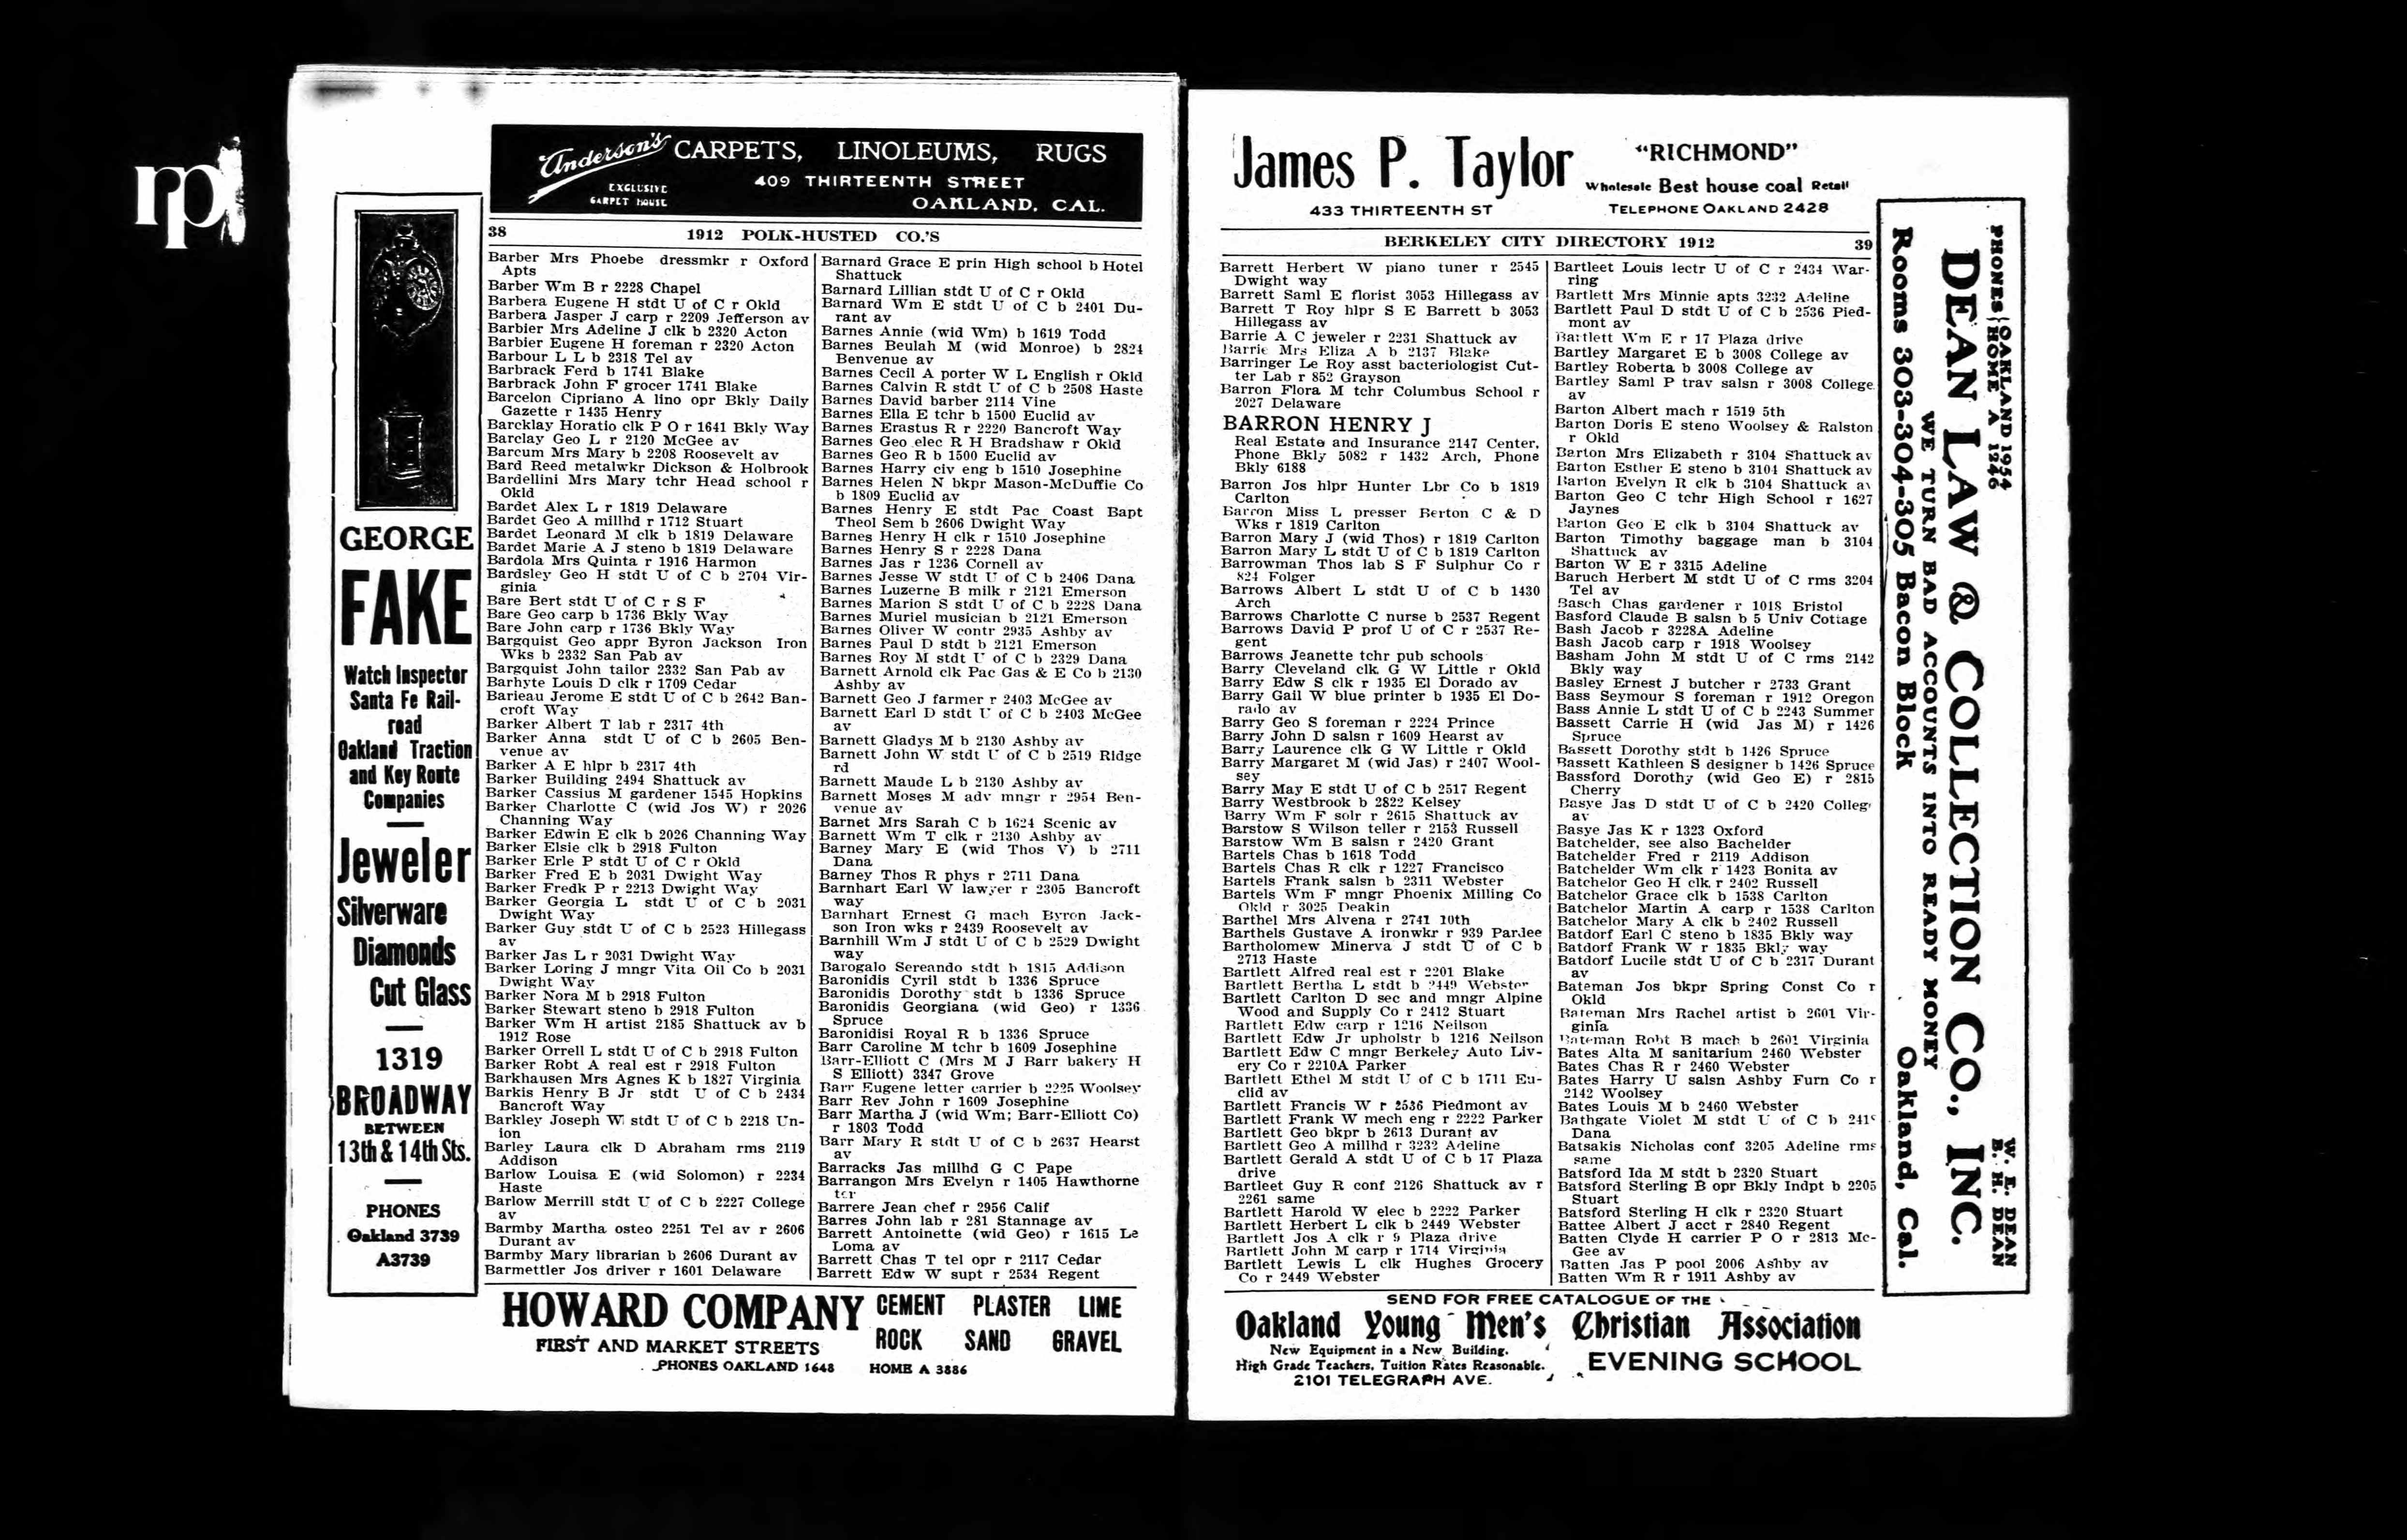 rpl
Anderson's CARPETS, LINOLEUMS, RUGS
EXCLUSIVE
CARPET HOUSE
409 THIRTEENTH STREET
OAKLAND, CAL.
GEORGE
FAKE
Watch Inspector
Santa Fe Rail-
road
Oakland Traction
and Key Route
Companies
Jeweler
Silverware
Diamonds
Cut Glass
1319
BROADWAY
BETWEEN
13th & 14th Sts.
PHONES
Oakland 3739
A3739
38 1912 POLK-HUSTED CO.'S
Barber Mrs Phoebe dressmkr r Oxford
Apts
Barber Wm B r 2228 Chapel
Barbera Eugene H stdt U of C r Okld
Barbera Jasper J carp r 2209 Jefferson av
Barbier Mrs Adeline J clk b 2320 Acton
Barbier Eugene H foreman r 2320 Acton
Barbour L L b 2318 Tel av
Barbrack Ferd b 1741 Blake
Barbrack John F grocer 1741 Blake
Barcelon Cipriano A lino opr Bkly Daily
Gazette r 1435 Henry
Barcklay Horatio clk P O r 1641 Bkly Way
Barclay Geo L r 2120 McGee av
Barcum Mrs Mary b 2208 Roosevelt av
Bard Reed metalwkr Dickson & Holbrook
Bardellini Mrs Mary tchr Head school r
Okld
Bardet Alex L r 1819 Delaware
Bardet Geo A millhd r 1712 Stuart
Bardet Leonard M clk b 1819 Delaware
Bardet Marie A J steno b 1819 Delaware
Bardola Mrs Quinta r 1916 Harmon
Bardsley Geo H stdt U of C b 2704 Vir-
ginia
Bare Bert stdt U of C r S F
Bare Geo carp b 1736 Bkly Way
Bare John carp r 1736 Bkly Way
Bargquist Geo appr Byron Jackson Iron
Wks b 2332 San Pab av
Bargquist John tailor 2332 San Pab av
Barhyte Louis D clk r 1709 Cedar
Barieau Jerome E stdt U of C b 2642 Ban-
croft Way
Barker Albert T lab r 2317 4th
Barker Anna stdt U of C b 2605 Ben-
venue av
Barker A E hlpr b 2317 4th
Barker Building 2494 Shattuck av
Barker Cassius M gardener 1545 Hopkins
Barker Charlotte C (wid Jos W) r 2026
Channing Way
Barker Edwin E clk b 2026 Channing Way
Barker Elsie clk b 2918 Fulton
Barker Erle P stdt U of C r Okld
Barker Fred E b 2031 Dwight Way
Barker Fredk P r 2213 Dwight Way
Barker Georgia L stdt U of C b 2031
Dwight Way
Barker Guy stdt U of C b 2523 Hillegass
av
Barker Jas L r 2031 Dwight Way
Barker Loring J mngr Vita Oil Co b 2031
Dwight Way
Barker Nora M b 2918 Fulton
Barker Stewart steno b 2918 Fulton
Barker Wm H artist 2185 Shattuck av b
1912 Rose
Barker Orrell L stdt U of C b 2918 Fulton
Barker Robt A real est r 2918 Fulton
Barkhausen Mrs Agnes K b 1827 Virginia
Barkis Henry B Jr stdt U of C b 2434
Bancroft Way
Barkley Joseph W stdt U of C b 2218 Un-
ion
Barley Laura clk D Abraham rms 2119
Addison
Barlow Louisa E (wid Solomon) r 2234
Haste
Barlow Merrill stdt U of C b 2227 College
av
Barmby Martha osteo 2251 Tel av r 2606
Durant av
Barmby Mary librarian b 2606 Durant av
Barmettler Jos driver r 1601 Delaware
Barnard Grace E prin High school b Hotel
Shattuck
Barnard Lillian stdt U of C r Okld
Barnard Wm E stdt U of C b 2401 Du-
rant av
Barnes Annie (wid Wm) b 1619 Todd
Barnes Beulah M (wid Monroe) b 2824
Benvenue av
Barnes Cecil A porter W L English r Okld
Barnes Calvin R stdt U of C b 2508 Haste
Barnes David barber 2114 Vine
Barnes Ella E tchr b 1500 Euclid av
Barnes Erastus R r 2220 Bancroft Way
Barnes Geo elec R H Bradshaw r Okld
Barnes Geo R b 1500 Euclid av
Barnes Harry civ eng b 1510 Josephine
Barnes Helen N bkpr Mason-McDuffie Co
b 1809 Euclid av
Barnes Henry E stdt Pac Coast Bapt
Theol Sem b 2606 Dwight Way
Barnes Henry H clk r 1510 Josephine
Barnes Henry S r 2228 Dana
Barnes Jas r 1236 Cornell av
Barnes Jesse W stdt U of C b 2406 Dana
Barnes Luzerne B milk r 2121 Emerson
Barnes Marion S stdt U of C b 2228 Dana
Barnes Muriel musician b 2121 Emerson
Barnes Oliver W contr 2935 Ashby av
Barnes Paul D stdt b 2121 Emerson
Barnes Roy M stdt U of C b 2329 Dana
Barnett Arnold clk Pac Gas & E Co b 2130
Ashby av
Barnett Geo J farmer r 2403 McGee av
Barnett Earl D stdt U of C b 2403 McGee
av
Barnett Gladys M b 2130 Ashby av
Barnett John W stdt U of C b 2519 Ridge
rd
Barnett Maude L b 2130 Ashby av
Barnett Moses M adv mngr r 2954 Ben-
venue av
Barnet Mrs Sarah C b 1624 Scenic av
Barnett Wm T clk r 2130 Ashby av
Barney Mary E (wid Thos V) b 2711
Dana
Barney Thos R phys r 2711 Dana
Barnhart Earl W lawyer r 2305 Bancroft
way
Barnhart Ernest G mach Byron Jack-
son Iron wks r 2439 Roosevelt av
Barnhill Wm J stdt U of C b 2529 Dwight
way
Barogalo Sereando stdt b 1815 Addison
Baronidis Cyril stdt b 1336 Spruce
Baronidis Dorothy stdt b 1336 Spruce
Baronidis Georgiana (wid Geo) r 1336
Spruce
Baronidisi Royal R b 1336 Spruce
Barr Caroline M tchr b 1609 Josephine
Barr-Elliott C (Mrs M J Barr bakery H
S Elliott) 3347 Grove
Barr Eugene letter carrier b 2225 Woolsey
Barr Rev John r 1609 Josephine
Barr Martha J (wid Wm; Barr-Elliott Co)
r 1803 Todd
Barr Mary R stdt U of C b 2637 Hearst
av
Barracks Jas millhd G C Pape
Barrangon Mrs Evelyn r 1405 Hawthorne
ter
Barrere Jean chef r 2956 Calif
Barres John lab r 281 Stannage av
Barrett Antoinette (wid Geo) r 1615 Le
Loma av
Barrett Chas T tel opr r 2117 Cedar
Barrett Edw W supt r 2534 Regent
HOWARD COMPANY
FIRST AND MARKET STREETS
CEMENT PLASTER LIME
ROCK SAND GRAVEL
PHONES OAKLAND 1648 HOME A 3886
James P. Taylor
433 THIRTEENTH ST
"RICHMOND"
Wholesale Best house coal Retail
TELEPHONE OAKLAND 2428
BERKELEY CITY DIRECTORY 1912 39
Barrett Herbert W piano tuner r 2545
Dwight way
Barrett Saml E florist 3053 Hillegass av
Barrett T Roy hlpr S E Barrett b 3053
Hillegass av
Barrie A C jeweler r 2231 Shattuck av
Barrie Mrs Eliza A b 2137 Blake
Barringer Le Roy asst bacteriologist Cut-
ter Lab r 852 Grayson
Barron Flora M tchr Columbus School r
2027 Delaware
BARRON HENRY J
Real Estate and Insurance 2147 Center,
Phone Bkly 5082 r 1432 Arch, Phone
Bkly 6188
Barron Jos hlpr Hunter Lbr Co b 1819
Carlton
Barron Miss L presser Berton C & D
Wks r 1819 Carlton
Barron Mary J (wid Thos) r 1819 Carlton
Barron Mary L stdt U of C b 1819 Carlton
Barrowman Thos lab S F Sulphur Co r
824 Folger
Barrows Albert L stdt U of C b 1430
Arch
Barrows Charlotte C nurse b 2537 Regent
Barrows David P prof U of C r 2537 Re-
gent
Barrows Jeanette tchr pub schools
Barry Cleveland clk G W Little r Okld
Barry Edw S clk r 1935 El Dorado av
Barry Gail W blue printer b 1935 El Do-
rado av
Barry Geo S foreman r 2224 Prince
Barry John D salsn r 1609 Hearst av
Barry Laurence clk G W Little r Okld
Barry Margaret M (wid Jas) r 2407 Wool-
sey
Barry May E stdt U of C b 2517 Regent
Barry Westbrook b 2822 Kelsey
Barry Wm F solr r 2615 Shattuck av
Barstow S Wilson teller r 2153 Russell
Barstow Wm B salsn r 2420 Grant
Bartels Chas b 1618 Todd
Bartels Chas R clk r 1227 Francisco
Bartels Frank salsn b 2311 Webster
Bartels Wm F mngr Phoenix Milling Co
Okld r 3025 Deakin
Barthel Mrs Alvena r 2741 10th
Barthels Gustave A ironwkr r 939 Pardee
Bartholomew Minerva J stdt U of C b
2713 Haste
Bartlett Alfred real est r 2201 Blake
Bartlett Bertha L stdt b 2449 Webster
Bartlett Carlton D sec and mngr Alpine
Wood and Supply Co r 2412 Stuart
Bartlett Edw carp r 1216 Neilson
Bartlett Edw Jr upholstr b 1216 Neilson
Bartlett Edw C mngr Berkeley Auto Liv-
ery Co r 2210A Parker
Bartlett Ethel M stdt U of C b 1711 Eu-
clid av
Bartlett Francis W r 2536 Piedmont av
Bartlett Frank W mech eng r 2222 Parker
Bartlett Geo bkpr b 2613 Durant av
Bartlett Geo A millhd r 3232 Adeline
Bartlett Gerald A stdt U of C b 17 Plaza
drive
Bartleet Guy R conf 2126 Shattuck av r
2261 same
Bartlett Harold W elec b 2222 Parker
Bartlett Herbert L clk b 2449 Webster
Bartlett Jos A clk r 9 Plaza drive
Bartlett John M carp r 1714 Virginia
Bartlett Lewis L clk Hughes Grocery
Co r 2449 Webster
Bartleet Louis lectr U of C r 2434 War-
ring
Bartlett Mrs Minnie apts 3232 Adeline
Bartlett Paul D stdt U of C b 2536 Pied-
mont av
Bartlett Wm E r 17 Plaza drive
Bartley Margaret E b 3008 College av
Bartley Roberta b 3008 College av
Bartley Saml P trav salsn r 3008 College
av
Barton Albert mach r 1519 5th
Barton Doris E steno Woolsey & Ralston
r Okld
Barton Mrs Elizabeth r 3104 Shattuck av
Barton Esther E steno b 3104 Shattuck av
Barton Evelyn R clk b 3104 Shattuck av
Barton Geo C tchr High School r 1627
Jaynes
Barton Geo E clk b 3104 Shattuck av
Barton Timothy baggage man b 3104
Shattuck av
Barton W E r 3315 Adeline
Baruch Herbert M stdt U of C rms 3204
Tel av
Basch Chas gardener r 1018 Bristol
Basford Claude B salsn b 5 Univ Cottage
Bash Jacob r 3228A Adeline
Bash Jacob carp r 1918 Woolsey
Basham John M stdt U of C rms 2142
Bkly way
Basley Ernest J butcher r 2733 Grant
Bass Seymour S foreman r 1912 Oregon
Bass Annie L stdt U of C b 2243 Summer
Bassett Carrie H (wid Jas M) r 1426
Spruce
Bassett Dorothy stdt b 1426 Spruce
Bassett Kathleen S designer b 1426 Spruce
Bassford Dorothy (wid Geo E) r 2815
Cherry
Basye Jas D stdt U of C b 2420 College
av
Basye Jas K r 1323 Oxford
Batchelder, see also Bachelder
Batchelder Fred r 2119 Addison
Batchelder Wm clk r 1423 Bonita av
Batchelor Geo H clk r 2402 Russell
Batchelor Grace clk b 1538 Carlton
Batchelor Martin A carp r 1538 Carlton
Batchelor Mary A clk b 2402 Russell
Batdorf Earl C steno b 1835 Bkly way
Batdorf Frank W r 1835 Bkly way
Batdorf Lucile stdt U of C b 2317 Durant
av
Bateman Jos bkpr Spring Const Co r
Okld
Bateman Mrs Rachel artist b 2601 Vir-
ginia
Bateman Robt B mach b 2601 Virginia
Bates Alta M sanitarium 2460 Webster
Bates Chas R r 2460 Webster
Bates Harry U salsn Ashby Furn Co r
2142 Woolsey
Bates Louis M b 2460 Webster
Bathgate Violet M stdt U of C b
Dana
Batsakis Nicholas conf 3205 Adeline rms
same
Batsford Ida M stdt b 2320 Stuart
Batsford Sterling B opr Bkly Indpt b 2205
Stuart
Batsford Sterling H clk r 2320 Stuart
Battee Albert J acct r 2840 Regent
Batten Clyde H carrier P O r 2813 Mc-
Gee av
Batten Jas P pool 2006 Ashby av
Batten Wm R r 1911 Ashby av
SEND FOR FREE CATALOGUE OF THE
Oakland Young Men's Christian Association
New Equipment in a New Building.
High Grade Teachers, Tuition Rates Reasonable.
2101 TELEGRAPH AVE.
EVENING SCHOOL
PHONES { OAKLAND 1954
HOME A 1246
W. E. DEAN
B. H. DEAN
DEAN LAW & COLLECTION CO., INC.
WE TURN BAD ACCOUNTS INTO READY MONEY
Rooms 303-304-305 Bacon Block Oakland, Cal.